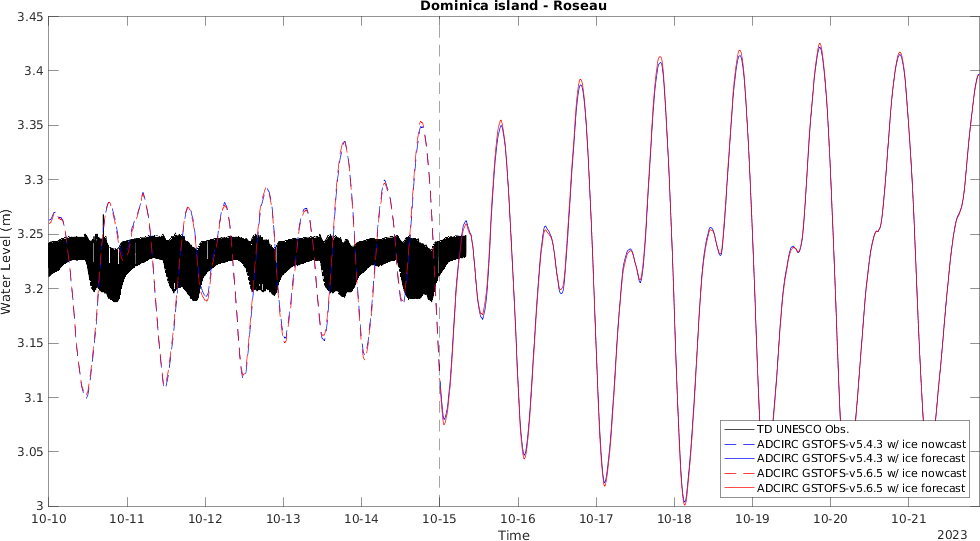 Dominica island - Roseau
3.45
3.4
3.35
3.3
3.25
3.2
3.15
3.1
3.05
3
Water Level (m)
10-10 10-11 10-12 10-13 10-14 10-15 10-16 10-17 10-18 10-19 10-20 10-21
Time
2023
TD UNESCO Obs.
ADCIRC GSTOFS-v5.4.3 w/ ice nowcast
ADCIRC GSTOFS-v5.4.3 w/ ice forecast
ADCIRC GSTOFS-v5.6.5 w/ ice nowcast
ADCIRC GSTOFS-v5.6.5 w/ ice forecast